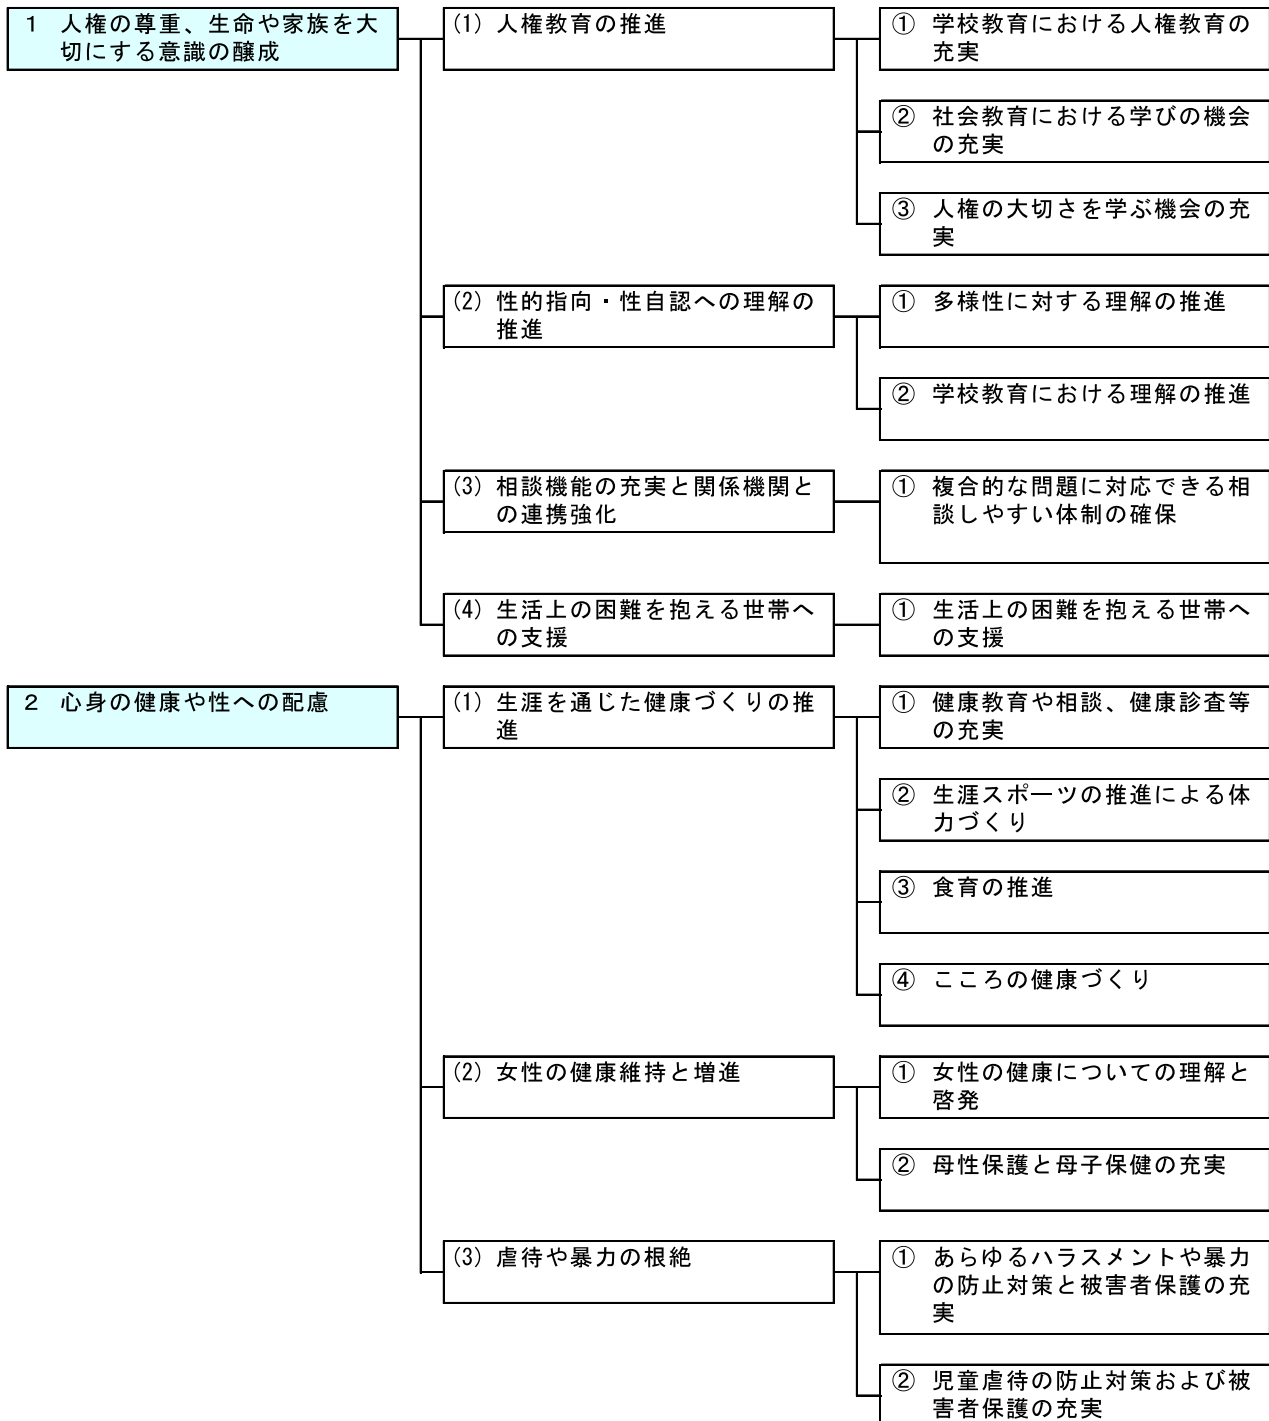 1 人権の尊重、生命や家族を大
切にする意識の醸成
(1) 人権教育の推進
① 学校教育における人権教育の
充実
② 社会教育における学びの機会
の充実
③ 人権の大切さを学ぶ機会の充
実
(2) 性的指向・性自認への理解の
推進
① 多様性に対する理解の推進
② 学校教育における理解の推進
(3) 相談機能の充実と関係機関と
の連携強化
① 複合的な問題に対応できる相
談しやすい体制の確保
(4) 生活上の困難を抱える世帯へ
の支援
① 生活上の困難を抱える世帯へ
の支援
2 心身の健康や性への配慮
(1) 生涯を通じた健康づくりの推
進
① 健康教育や相談、健康診査等
の充実
② 生涯スポーツの推進による体
力づくり
③ 食育の推進
④ こころの健康づくり
(2) 女性の健康維持と増進
① 女性の健康についての理解と
啓発
② 母性保護と母子保健の充実
(3) 虐待や暴力の根絶
① あらゆるハラスメントや暴力
の防止対策と被害者保護の充
実
② 児童虐待の防止対策および被
害者保護の充実